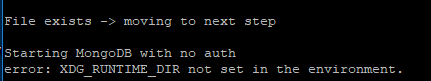 File exists -> moving to next step
Starting MongoDB with no auth
error: XDG_RUNTIME_DIR not set in the environment.